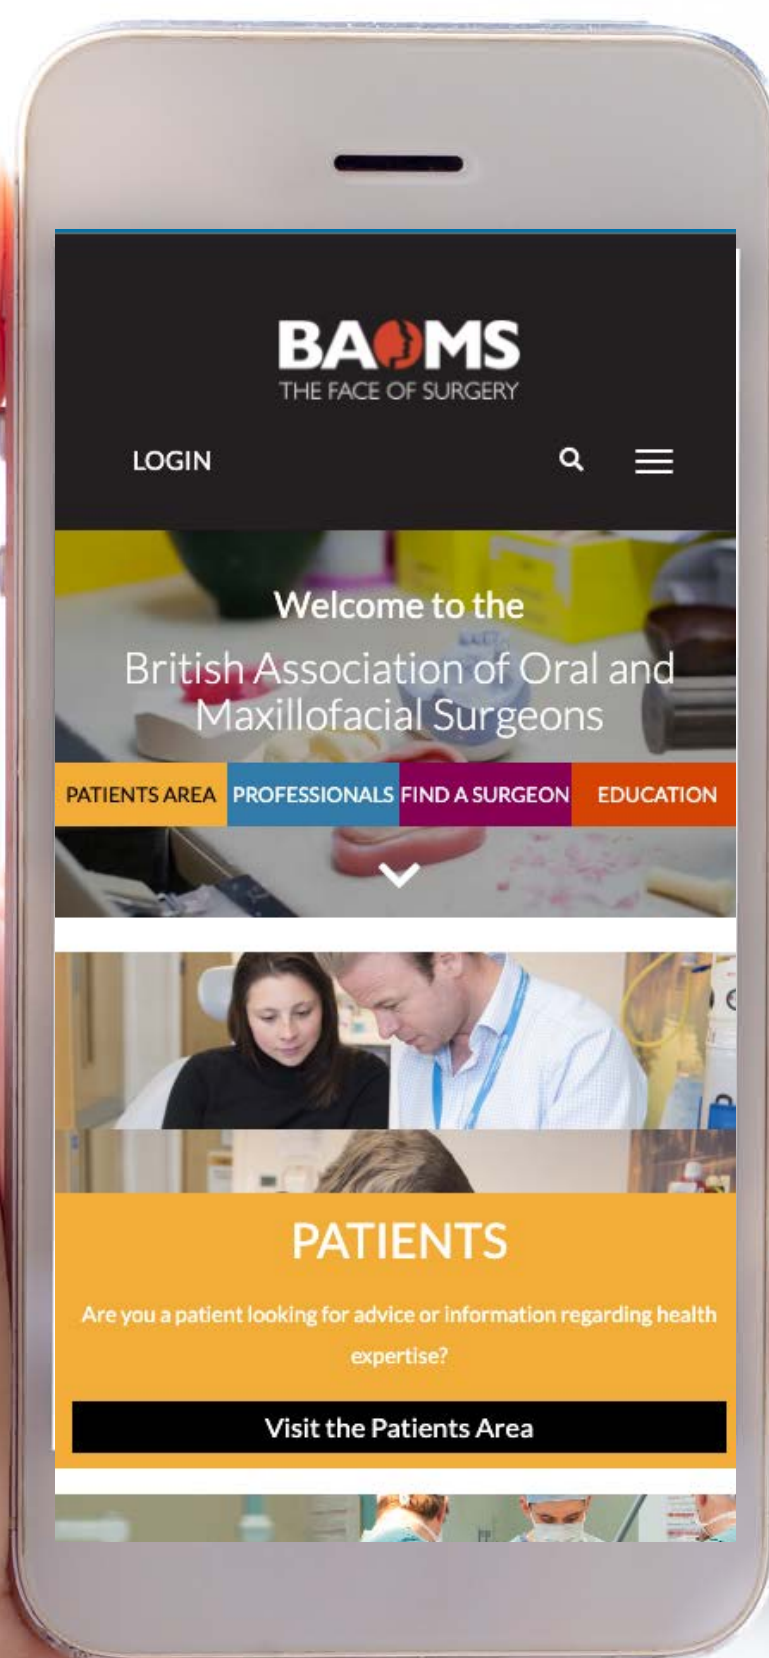 BAOMS
THE FACE OF SURGERY
LOGIN
Welcome to the
British Association of Oral and
Maxillofacial Surgeons
PATIENTS AREA PROFESSIONALS FIND A SURGEON EDUCATION
PATIENTS
Are you a patient looking for advice or information regarding health
expertise?
Visit the Patients Area